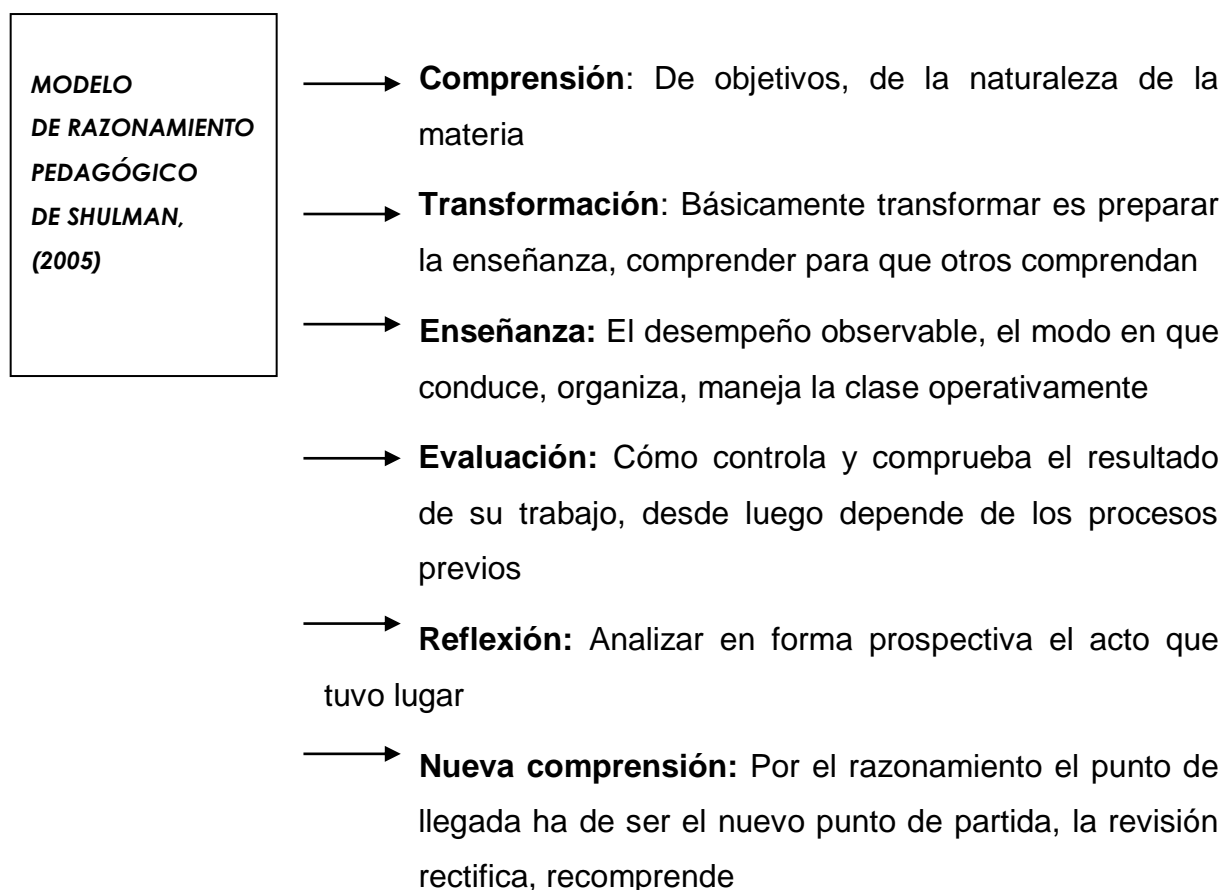 MODELO
DE RAZONAMIENTO
PEDAGÓGICO
DE SHULMAN,
(2005)
Comprensión: De objetivos, de la naturaleza de la
materia
Transformación: Básicamente transformar es preparar
la enseñanza, comprender para que otros comprendan
Enseñanza: El desempeño observable, el modo en que
conduce, organiza, maneja la clase operativamente
Evaluación: Cómo controla y comprueba el resultado
de su trabajo, desde luego depende de los procesos
previos
Reflexión: Analizar en forma prospectiva el acto que
tuvo lugar
Nueva comprensión: Por el razonamiento el punto de
llegada ha de ser el nuevo punto de partida, la revisión
rectifica, recomprende